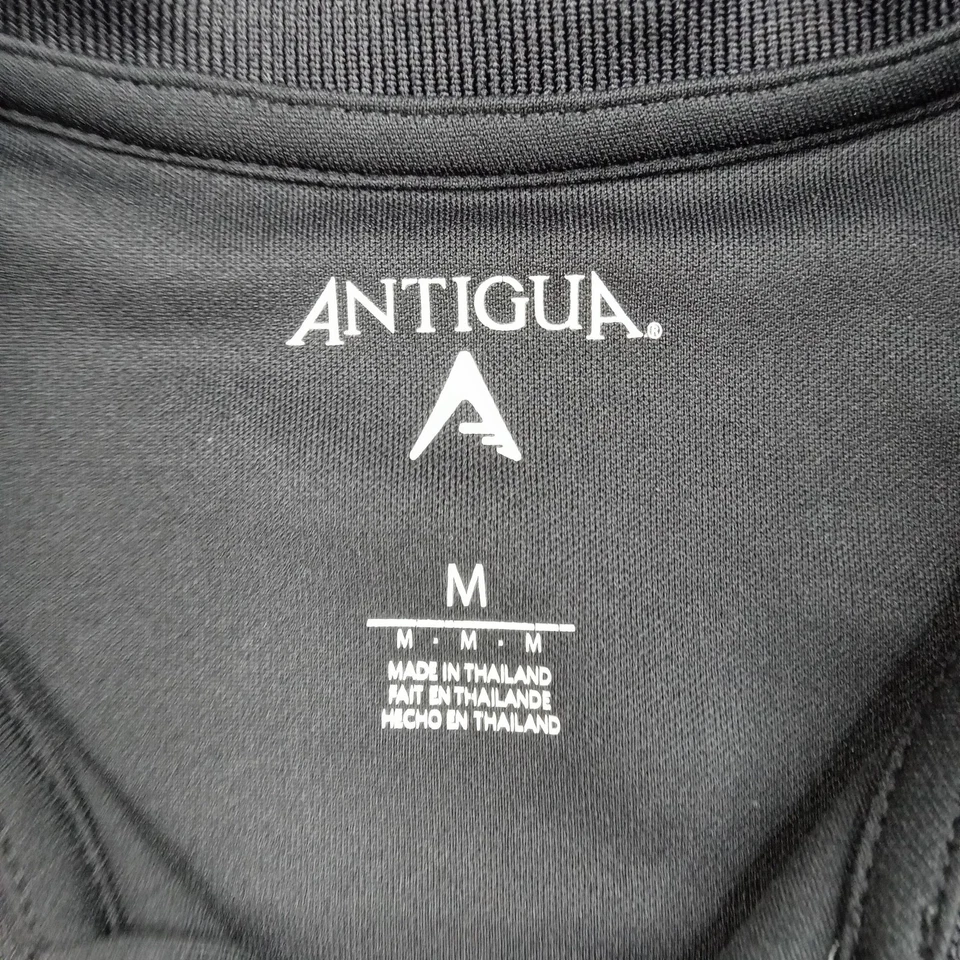 ANTIGUA®
M
M · M · M
MADE IN THAILAND
FAIT EN THAILANDE
HECHO EN THAILAND